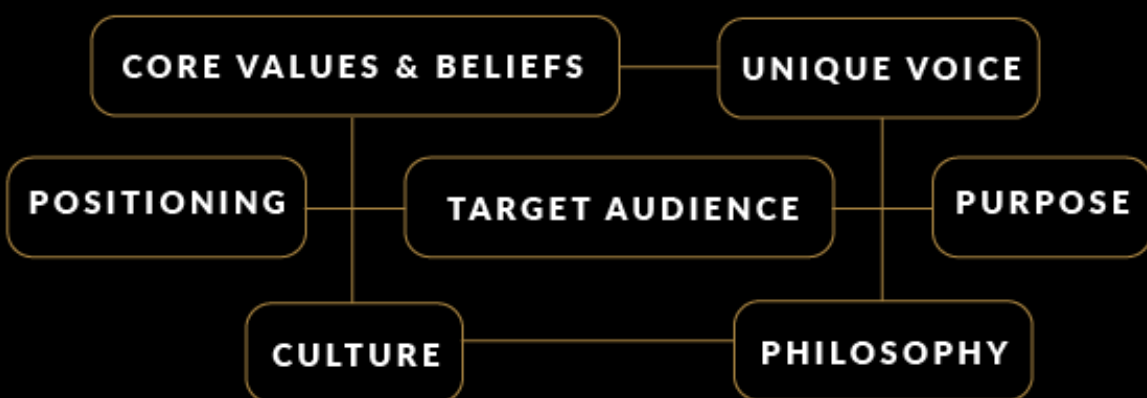 CORE VALUES & BELIEFS
UNIQUE VOICE
POSITIONING
TARGET AUDIENCE
PURPOSE
CULTURE
PHILOSOPHY